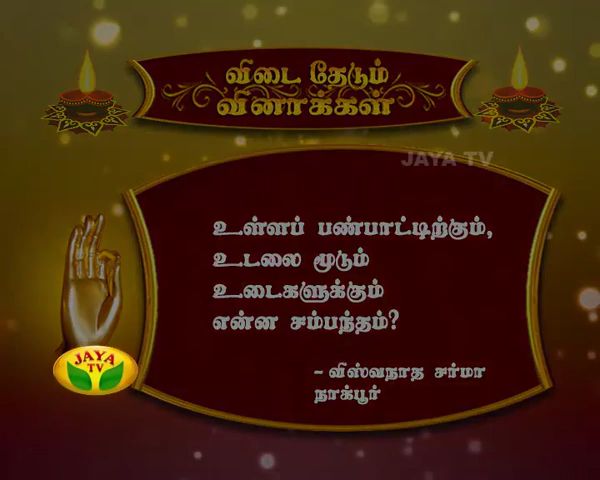 விடை தேடும்
வினாக்கள்
JAYA TV
உள்ளப் பண்பாட்டிற்கும்,
உடலை மூடும்
உடைகளுக்கும்
என்ன சம்பந்தம்?
- விஸ்வநாத சர்மா
நாக்பூர்
JAYA
TV